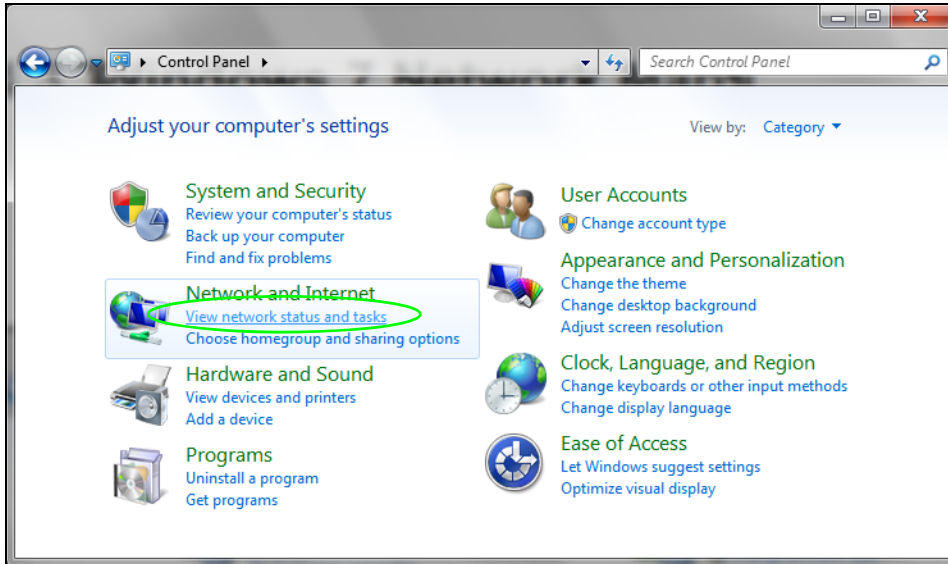 Control Panel
Search Control Panel
Adjust your computer's settings
View by: Category
System and Security
Review your computer's status
Back up your computer
Find and fix problems
Network and Internet
View network status and tasks
Choose homegroup and sharing options
Hardware and Sound
View devices and printers
Add a device
Programs
Uninstall a program
Get programs
User Accounts
Change account type
Appearance and Personalization
Change the theme
Change desktop background
Adjust screen resolution
Clock, Language, and Region
Change keyboards or other input methods
Change display language
Ease of Access
Let Windows suggest settings
Optimize visual display